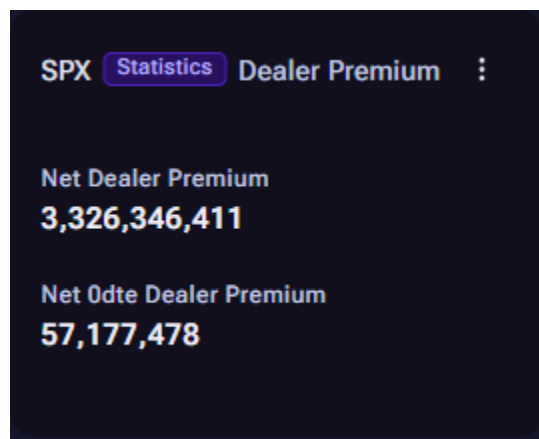 SPX Statistics Dealer Premium
Net Dealer Premium
3,326,346,411
Net 0dte Dealer Premium
57,177,478